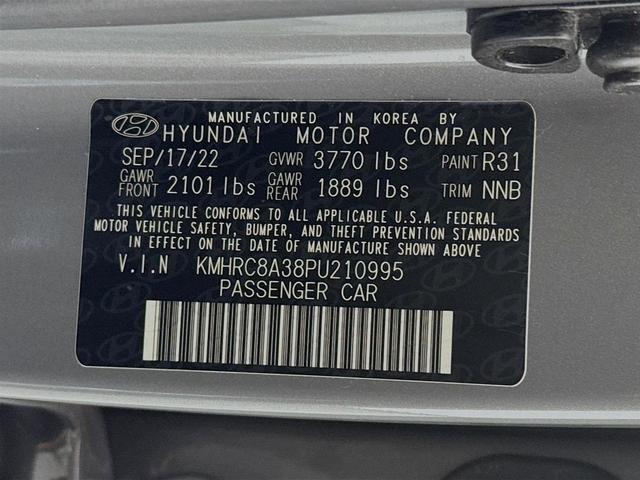 MANUFACTURED IN KOREA BY
HYUNDAI MOTOR COMPANY
SEP/17/22 GVWR 3770 lbs PAINT R31
GAWR FRONT 2101 lbs GAWR REAR 1889 lbs TRIM NNB
THIS VEHICLE CONFORMS TO ALL APPLICABLE U.S.A. FEDERAL
MOTOR VEHICLE SAFETY, BUMPER, AND THEFT PREVENTION STANDARDS
IN EFFECT ON THE DATE OF MANUFACTURE SHOWN ABOVE
V.I.N KMHRC8A38PU210995
PASSENGER CAR